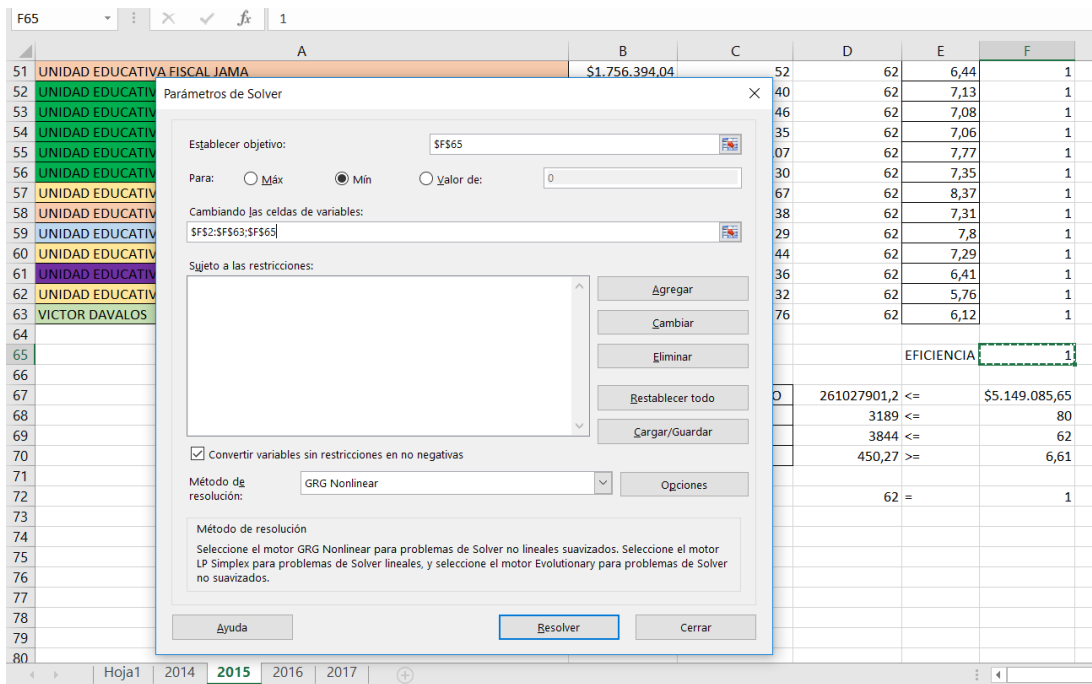 F65 fx 1
A B C D E F
51 UNIDAD EDUCATIVA FISCAL JAMA $1.756.394,04 52 62 6,44 1
52 UNIDAD EDUCATIV 40 62 7,13 1
53 UNIDAD EDUCATIV 46 62 7,08 1
54 UNIDAD EDUCATIV 35 62 7,06 1
55 UNIDAD EDUCATIV 07 62 7,77 1
56 UNIDAD EDUCATIV 30 62 7,35 1
57 UNIDAD EDUCATIV 67 62 8,37 1
58 UNIDAD EDUCATIV 38 62 7,31 1
59 UNIDAD EDUCATIV 29 62 7,8 1
60 UNIDAD EDUCATIV 44 62 7,29 1
61 UNIDAD EDUCATIV 36 62 6,41 1
62 UNIDAD EDUCATIV 32 62 5,76 1
63 VICTOR DAVALOS 76 62 6,12 1
64
65 EFICIENCIA 1
66
67 O 261027901,2 <= $5.149.085,65
68 3189 <= 80
69 3844 <= 62
70 450,27 >= 6,61
71
72 62 = 1
73
74
75
76
77
78
79
80
Parámetros de Solver
Establecer objetivo: $F$65
Para: Máx Mín Valor de: 0
Cambiando las celdas de variables:
$F$2:$F$63;$F$65
Sujeto a las restricciones:
Agregar
Cambiar
Eliminar
Restablecer todo
Cargar/Guardar
Convertir variables sin restricciones en no negativas
Método de
resolución: GRG Nonlinear Opciones
Método de resolución
Seleccione el motor GRG Nonlinear para problemas de Solver no lineales suavizados. Seleccione el motor
LP Simplex para problemas de Solver lineales, y seleccione el motor Evolutionary para problemas de Solver
no suavizados.
Ayuda Resolver Cerrar
Hoja1 2014 2015 2016 2017